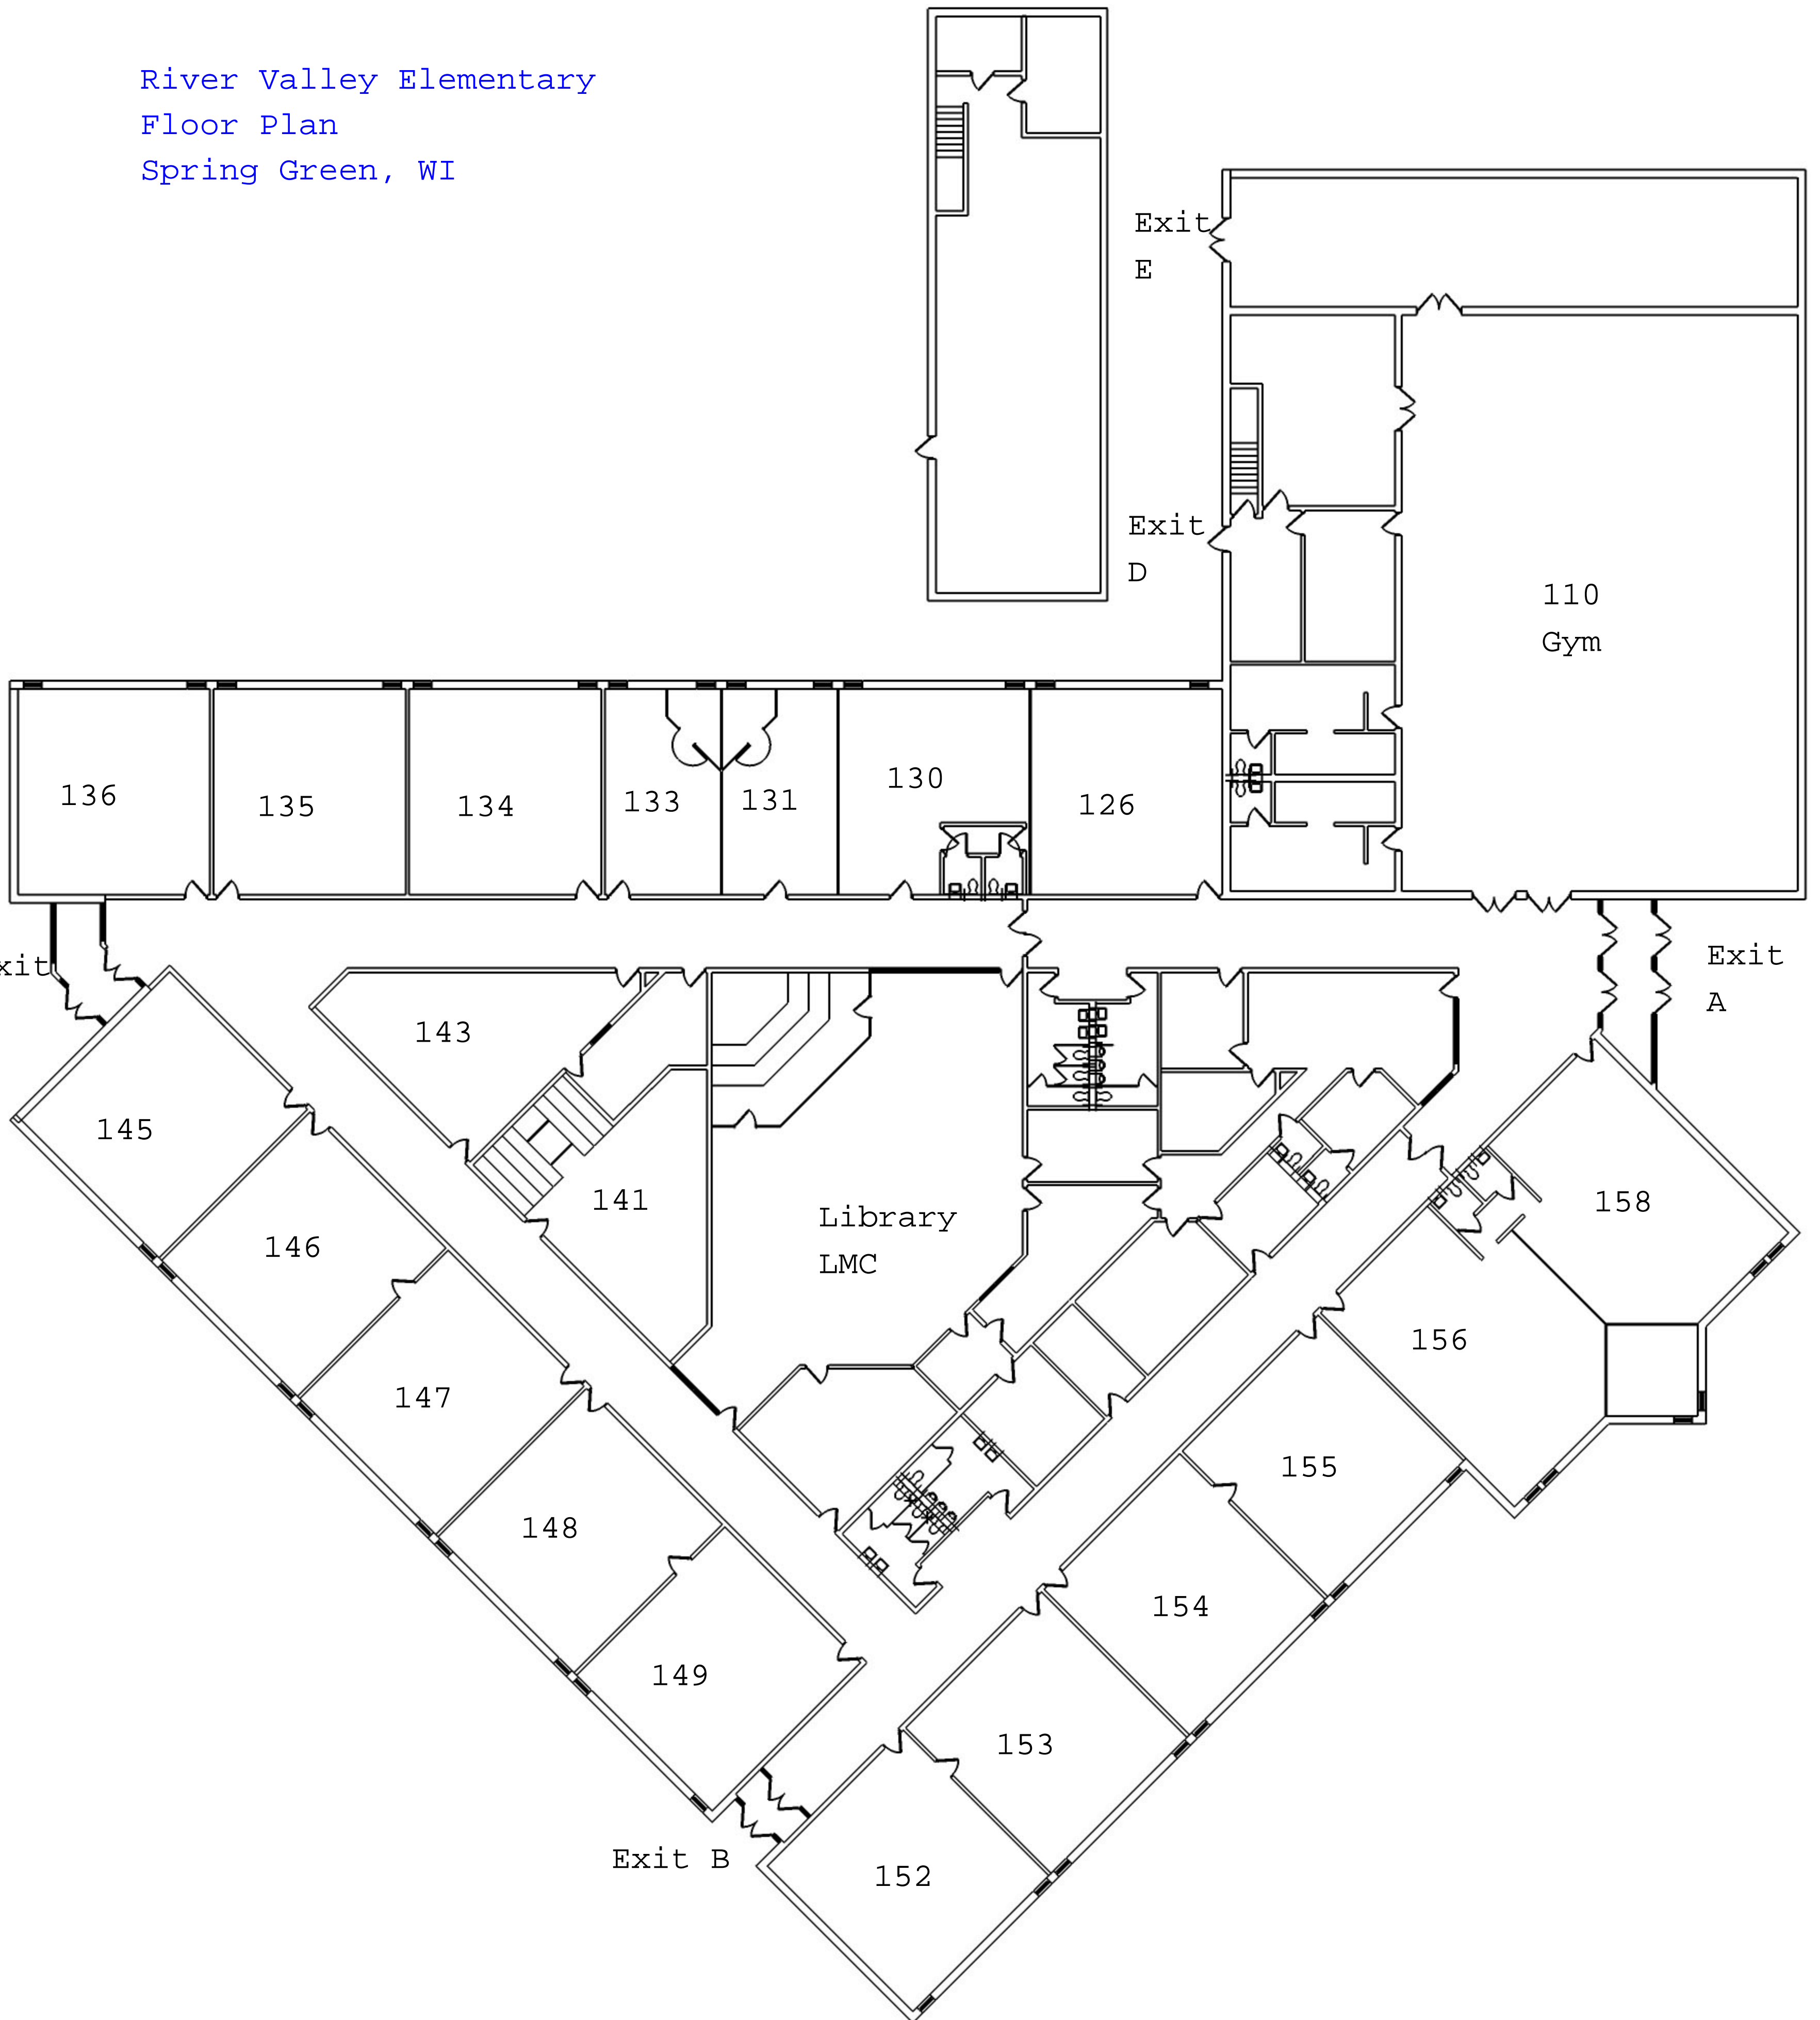 River Valley Elementary
Floor Plan
Spring Green, WI
Exit
E
Exit
D
110
Gym
136
135
134
133
131
130
126
xit
Exit
A
143
145
141
146
Library
LMC
158
156
147
155
148
154
149
153
Exit B
152